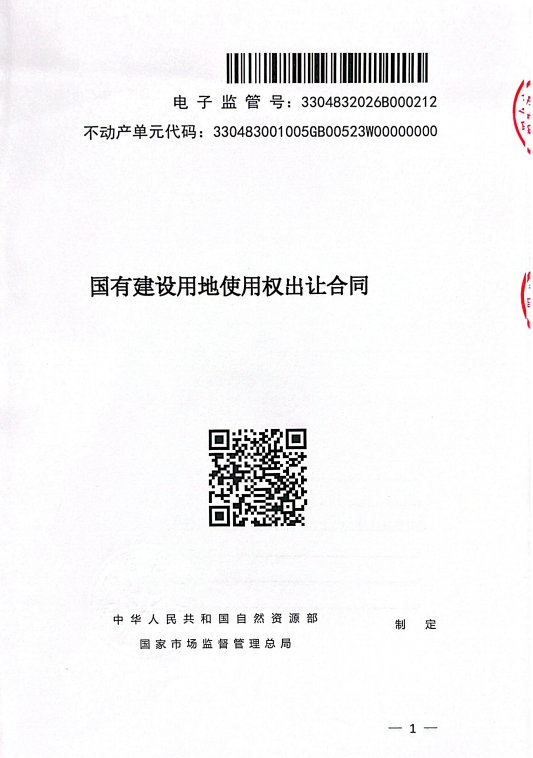 电子监管号：3304832026B000212
不动产单元代码：330483001005GB00523W00000000
国有建设用地使用权出让合同
中华人民共和国自然资源部
制定
国家市场监督管理总局
— 1 —